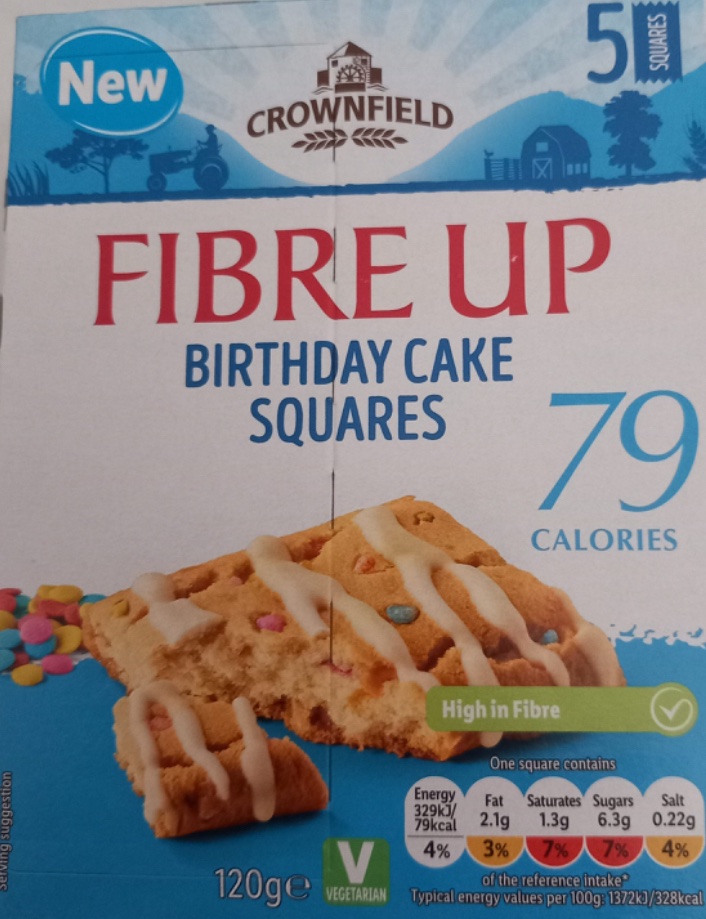 New
5 SQUARES
CROWNFIELD
FIBRE UP
BIRTHDAY CAKE
SQUARES
79
CALORIES
High in Fibre
One square contains
Energy
329kJ/
79kcal
4%
Fat
2.1g
3%
Saturates
1.3g
7%
Sugars
6.3g
7%
Salt
0.22g
4%
of the reference intake*
Typical energy values per 100g: 1372kJ/328kcal
Serving suggestion
120g℮
V
VEGETARIAN